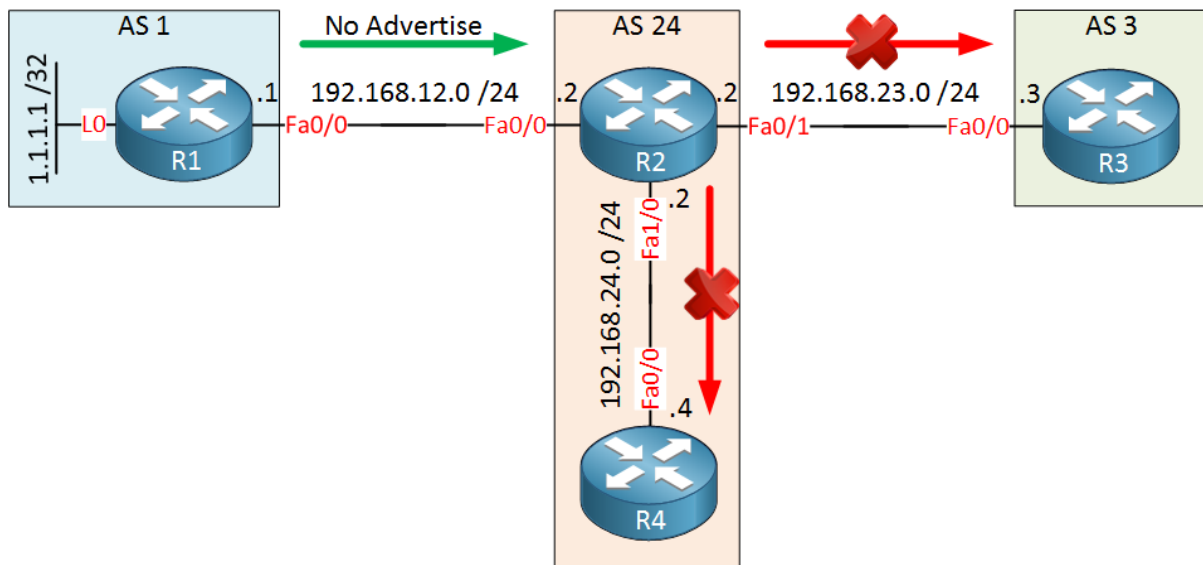 AS 1
No Advertise
AS 24
AS 3
1.1.1.1 /32
L0
R1
.1
Fa0/0
192.168.12.0 /24
Fa0/0
.2
R2
.2
Fa0/1
192.168.23.0 /24
Fa0/0
.3
R3
.2
Fa1/0
192.168.24.0 /24
Fa0/0
.4
R4